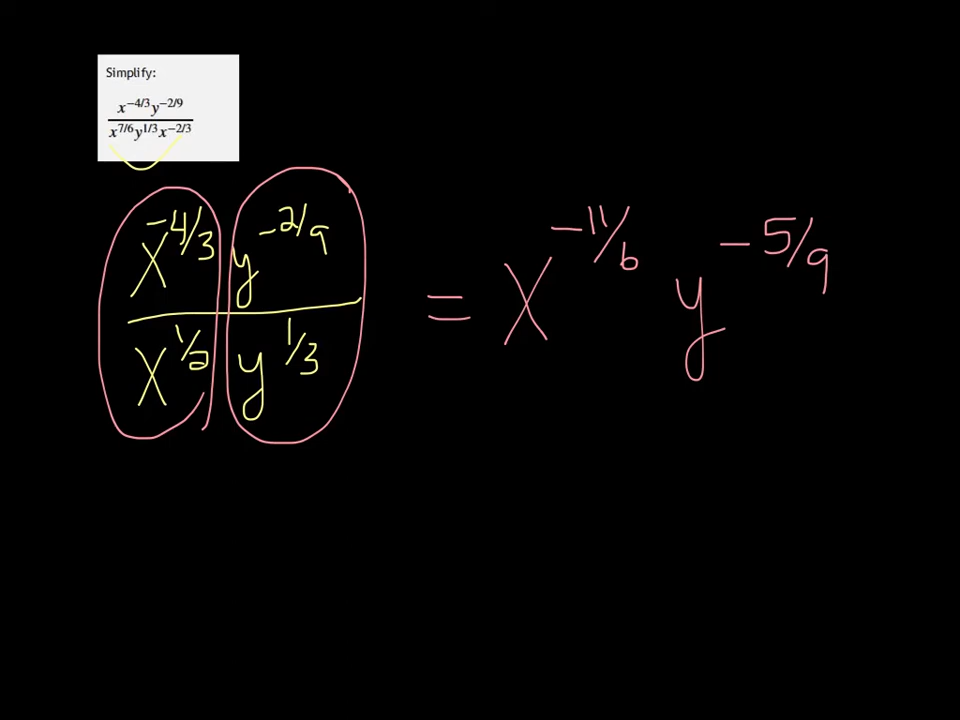 Simplify:
x^{-4/3}y^{-2/9}
x^{7/6}y^{1/3}x^{-2/3}
x^{-4/3} y^{-2/9}
x^{1/2} y^{1/3}
= x^{-11/6} y^{-5/9}